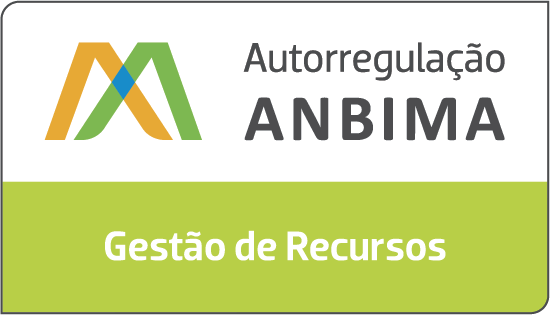 Autorregulação
ANBIMA
Gestão de Recursos